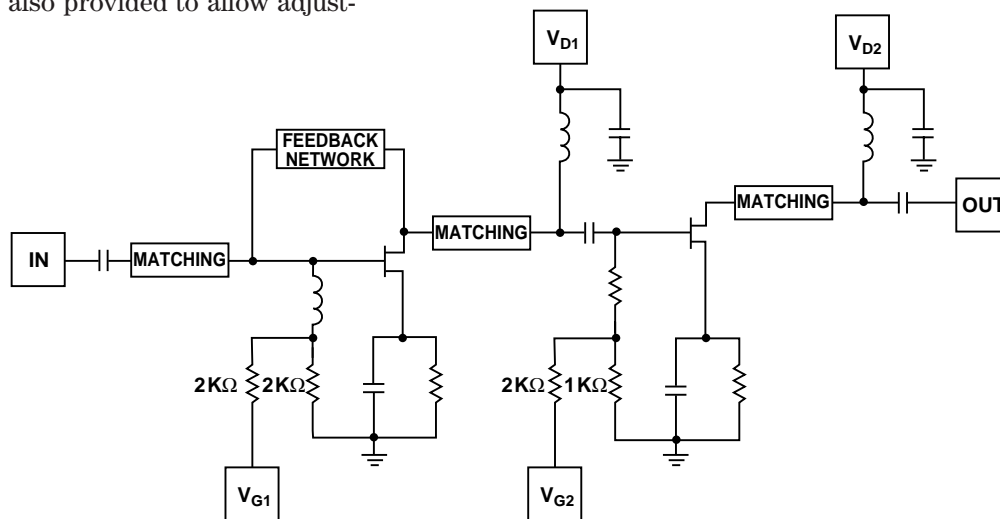 also provided to allow adjust-
VD1
VD2
FEEDBACK
NETWORK
MATCHING
OUT
MATCHING
IN
MATCHING
2KΩ 2KΩ
2KΩ 1KΩ
VG1
VG2